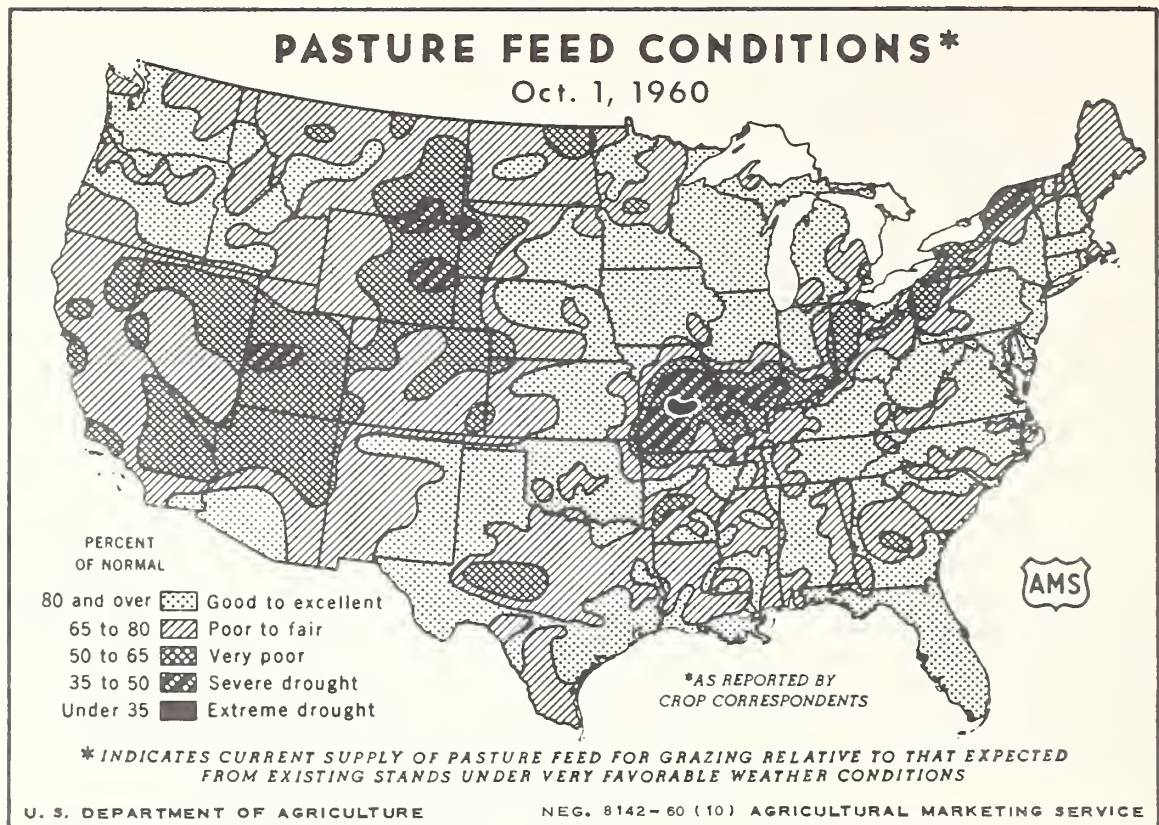 PASTURE FEED CONDITIONS*
Oct. 1, 1960
PERCENT
OF NORMAL
80 and over Good to excellent
65 to 80 Poor to fair
50 to 65 Very poor
35 to 50 Severe drought
Under 35 Extreme drought
AMS
*AS REPORTED BY
CROP CORRESPONDENTS
* INDICATES CURRENT SUPPLY OF PASTURE FEED FOR GRAZING RELATIVE TO THAT EXPECTED
FROM EXISTING STANDS UNDER VERY FAVORABLE WEATHER CONDITIONS
U. S. DEPARTMENT OF AGRICULTURE NEG. 8142-60 (10) AGRICULTURAL MARKETING SERVICE